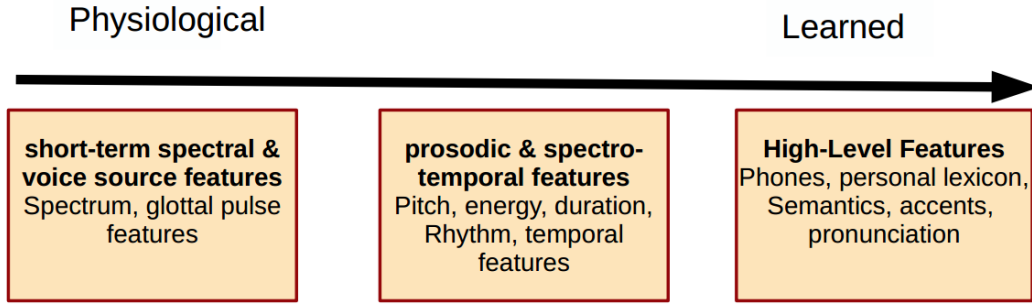 Physiological
Learned
short-term spectral &
voice source features
Spectrum, glottal pulse
features
prosodic & spectro-
temporal features
Pitch, energy, duration,
Rhythm, temporal
features
High-Level Features
Phones, personal lexicon,
Semantics, accents,
pronunciation